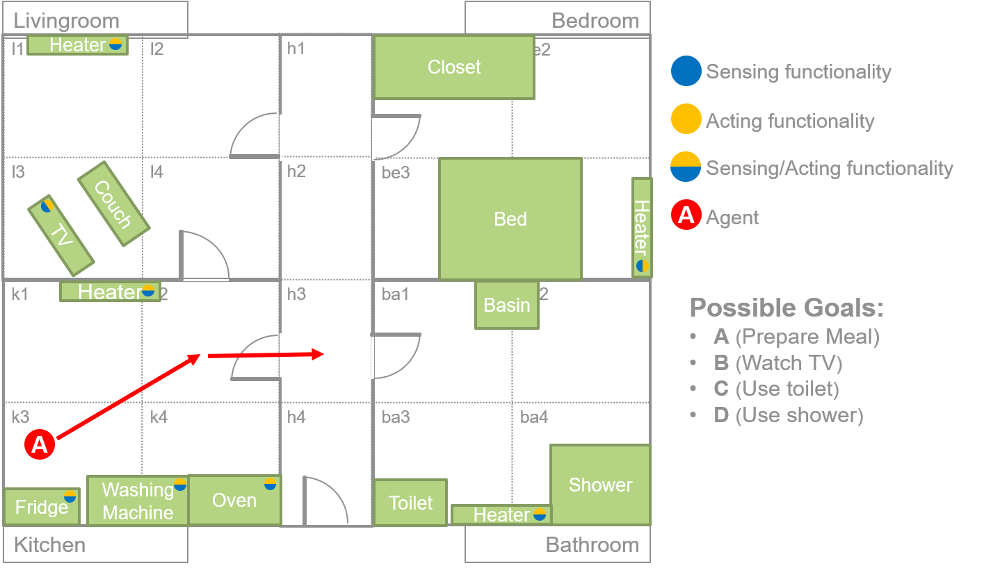 Livingroom
Bedroom
l1
Heater
l2
h1
Closet
e2
Sensing functionality
Acting functionality
l3
l4
h2
be3
Couch
TV
Bed
Heater
Sensing/Acting functionality
A Agent
k1
Heater
2
h3
ba1
Basin
2
Possible Goals:
• A (Prepare Meal)
• B (Watch TV)
• C (Use toilet)
• D (Use shower)
k3
k4
h4
ba3
ba4
A
Fridge
Washing
Machine
Oven
Toilet
Heater
Shower
Kitchen
Bathroom